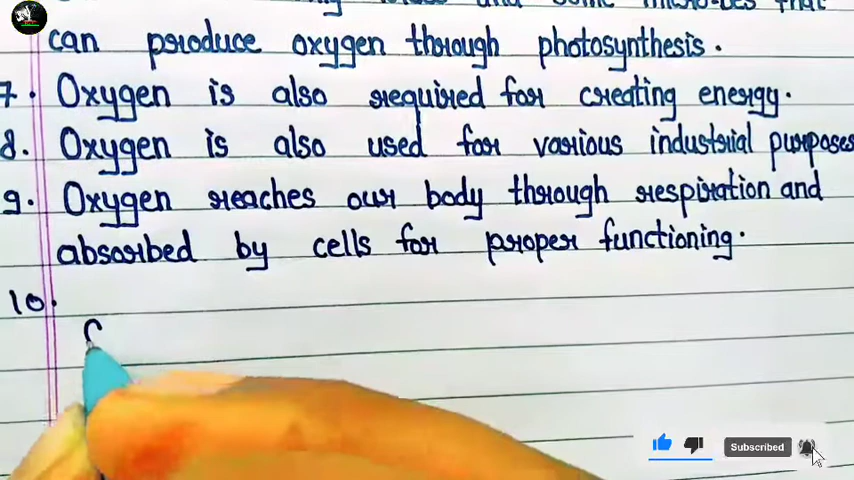 can produce oxygen through photosynthesis.
7. Oxygen is also required for creating energy.
8. Oxygen is also used for various industrial purposes
9. Oxygen reaches our body through respiration and
absorbed by cells for proper functioning.
10.
Subscribed